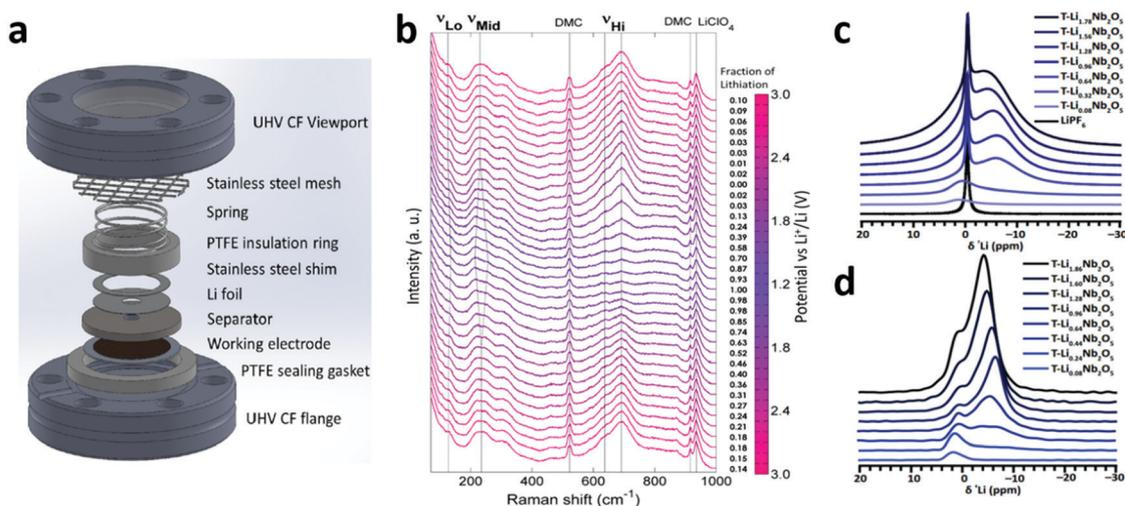 a
UHV CF Viewport
Stainless steel mesh
Spring
PTFE insulation ring
Stainless steel shim
Li foil
Separator
Working electrode
PTFE sealing gasket
UHV CF flange
b
νLo νMid DMC νHi DMC LiClO4
Fraction of
Lithiation
0.10
0.09
0.06
0.05
0.03
0.03
0.01
0.02
0.00
0.02
0.03
0.13
0.24
0.39
0.58
0.70
0.87
0.93
1.00
0.98
0.98
0.85
0.74
0.63
0.52
0.46
0.40
0.36
0.31
0.27
0.24
0.21
0.18
0.18
0.15
0.14
3.0
2.4
1.8
1.2
1.8
2.4
3.0
Potential vs Li+/Li (V)
Intensity (a. u.)
200 400 600 800 1000
Raman shift (cm-1)
c
T-Li1.78Nb2O5
T-Li1.56Nb2O5
T-Li1.28Nb2O5
T-Li0.96Nb2O5
T-Li0.64Nb2O5
T-Li0.32Nb2O5
T-Li0.08Nb2O5
LiPF6
20 10 0 -10 -20 -30
δ 7Li (ppm)
d
T-Li1.86Nb2O5
T-Li1.60Nb2O5
T-Li1.28Nb2O5
T-Li0.96Nb2O5
T-Li0.64Nb2O5
T-Li0.44Nb2O5
T-Li0.24Nb2O5
T-Li0.08Nb2O5
20 10 0 -10 -20 -30
δ 7Li (ppm)